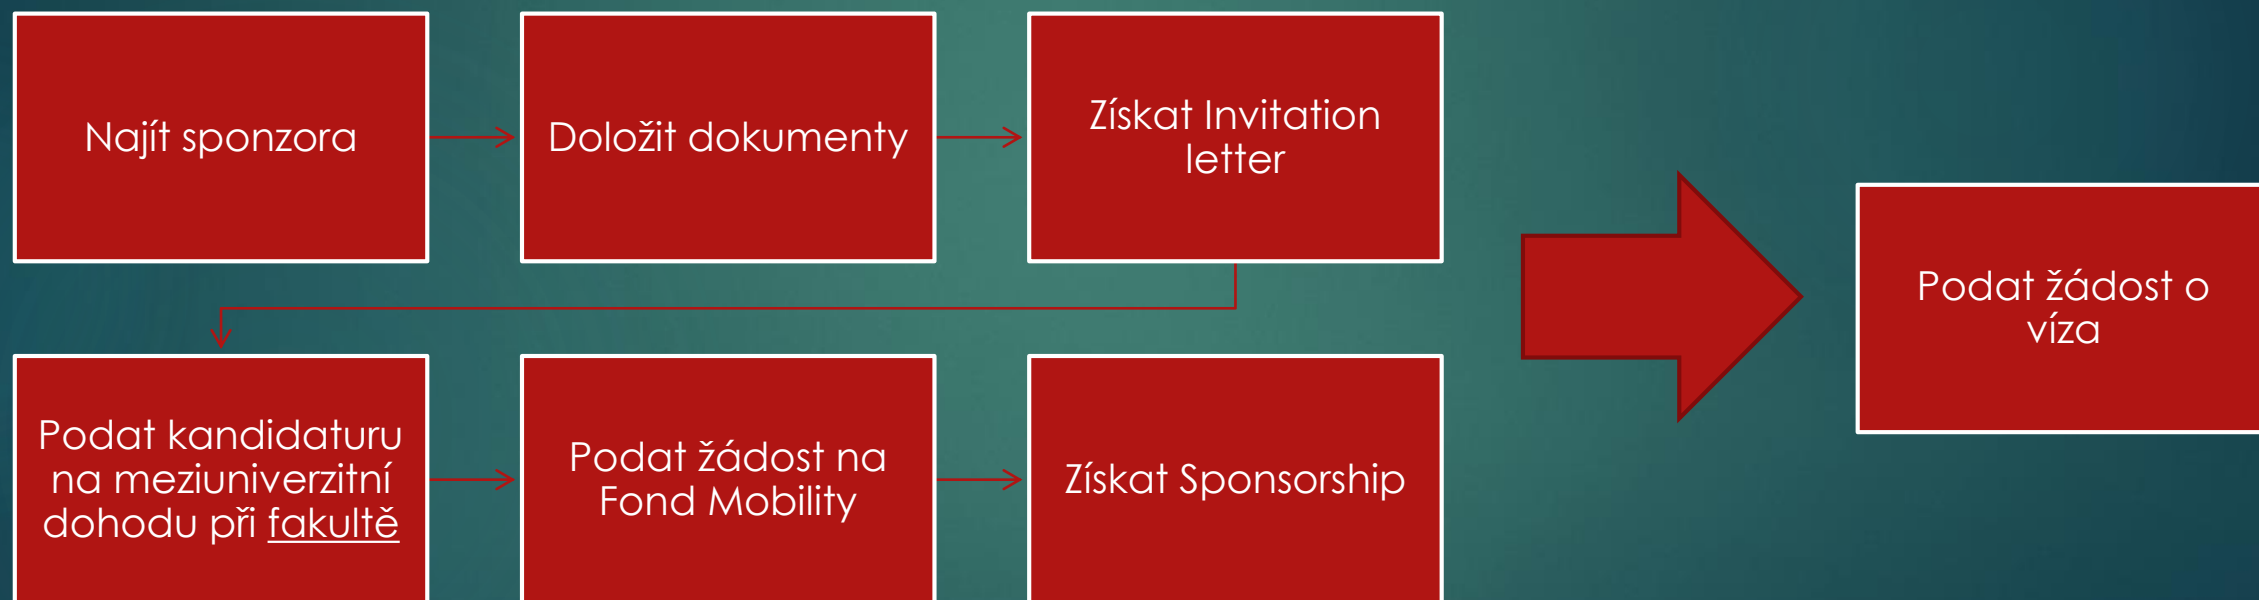 Najít sponzora
Doložit dokumenty
Získat Invitation
letter
Podat kandidaturu
na meziuniverzitní
dohodu při fakultě
Podat žádost na
Fond Mobility
Získat Sponsorship
Podat žádost o
víza